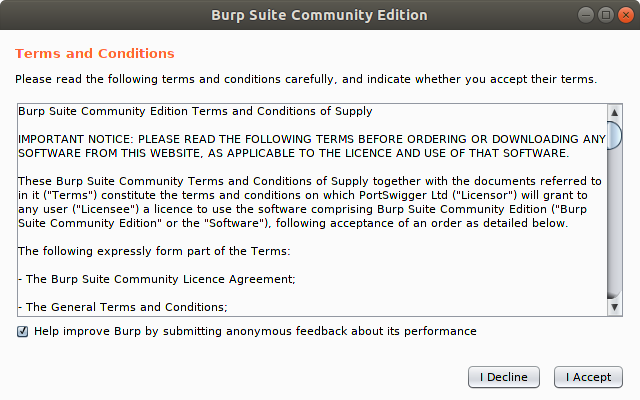 Burp Suite Community Edition
Terms and Conditions
Please read the following terms and conditions carefully, and indicate whether you accept their terms.
Burp Suite Community Edition Terms and Conditions of Supply
IMPORTANT NOTICE: PLEASE READ THE FOLLOWING TERMS BEFORE ORDERING OR DOWNLOADING ANY
SOFTWARE FROM THIS WEBSITE, AS APPLICABLE TO THE LICENCE AND USE OF THAT SOFTWARE.
These Burp Suite Community Terms and Conditions of Supply together with the documents referred to
in it ("Terms") constitute the terms and conditions on which PortSwigger Ltd ("Licensor") will grant to
any user ("Licensee") a licence to use the software comprising Burp Suite Community Edition ("Burp
Suite Community Edition" or the "Software"), following acceptance of an order as detailed below.
The following expressly form part of the Terms:
- The Burp Suite Community Licence Agreement;
- The General Terms and Conditions;
Help improve Burp by submitting anonymous feedback about its performance
I Decline
I Accept